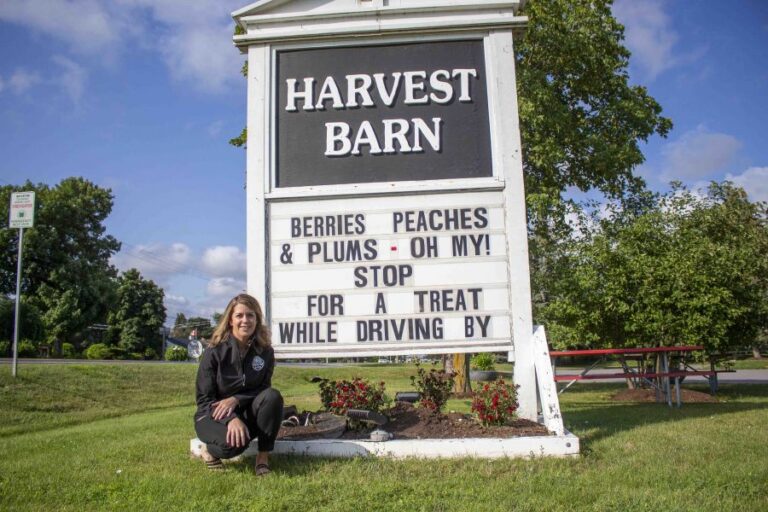 HARVEST
BARN
BERRIES PEACHES
& PLUMS - OH MY!
STOP
FOR A TREAT
WHILE DRIVING BY